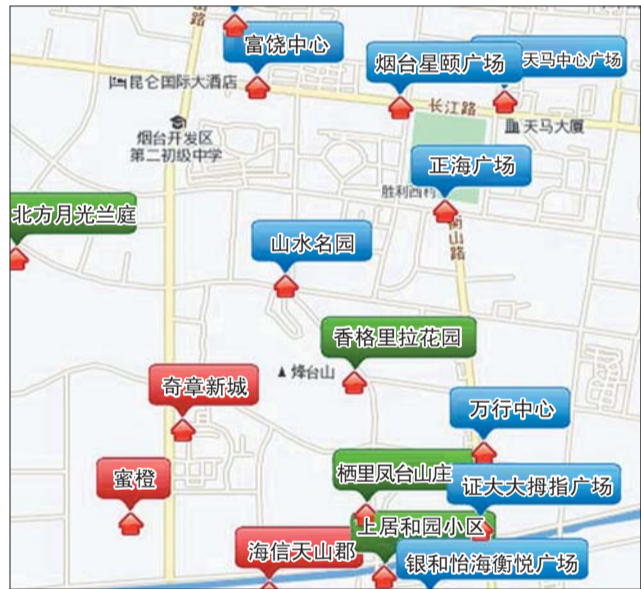 富饶中心
烟台星颐广场
天马中心广场
昆仑国际大酒店
长江路
天马大厦
烟台开发区
第二初级中学
正海广场
胜利西村
北方月光兰庭
衡山路
山水名园
香格里拉花园
烽台山
奇章新城
万行中心
栖里凤台山庄
蜜橙
证大大拇指广场
上居和园小区
海信天山郡
银和怡海衡悦广场